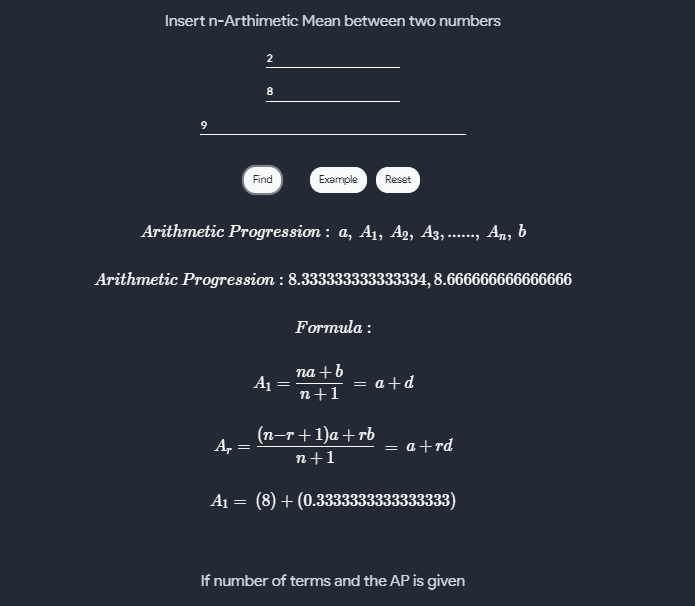 Insert n-Arthimetic Mean between two numbers
2
8
9
Find Example Reset
Arithmetic Progression : a, A₁, A₂, A₃, ......, Aₙ, b
Arithmetic Progression : 8.333333333333334, 8.666666666666666
Formula :
A₁ = (na + b)/(n + 1) = a + d
Aᵣ = ((n−r + 1)a + rb)/(n + 1) = a + rd
A₁ = (8) + (0.3333333333333333)
If number of terms and the AP is given